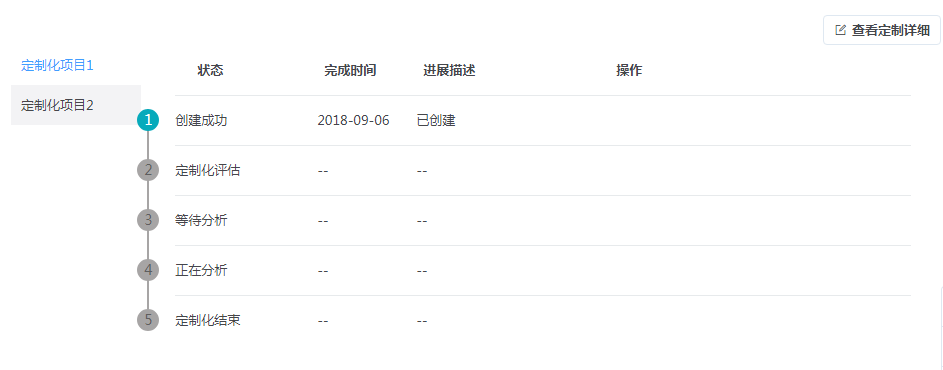 查看定制详细
定制化项目1
定制化项目2
状态 完成时间 进展描述 操作
1 创建成功 2018-09-06 已创建
2 定制化评估 -- --
3 等待分析 -- --
4 正在分析 -- --
5 定制化结束 -- --